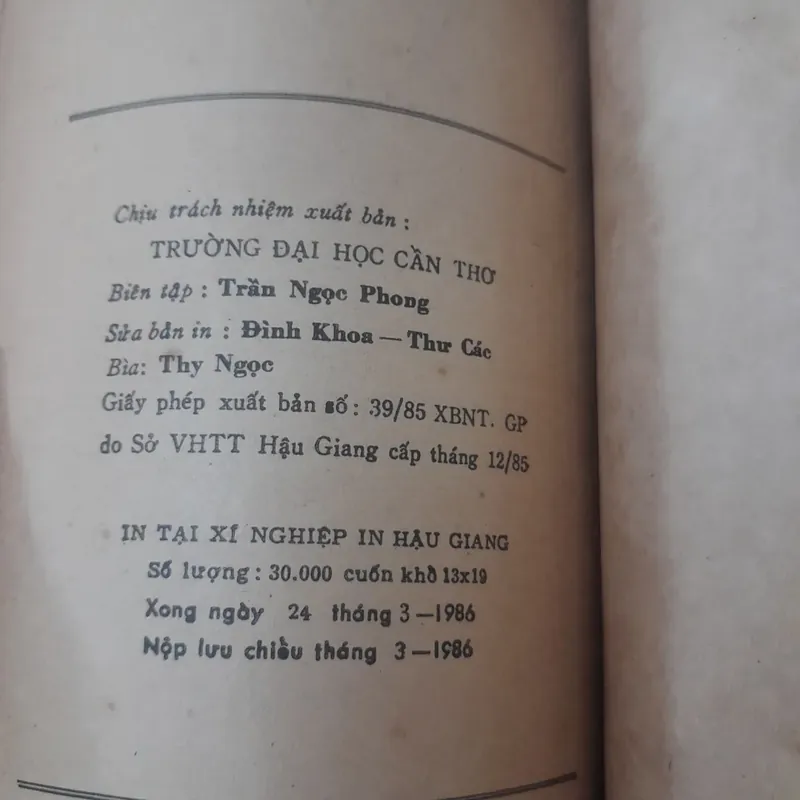 Chịu trách nhiệm xuất bản :
TRƯỜNG ĐẠI HỌC CẦN THƠ
Biên tập : Trần Ngọc Phong
Sửa bản in : Đình Khoa — Thư Các
Bìa: Thy Ngọc
Giấy phép xuất bản số : 39/85 XBNT. GP
do Sở VHTT Hậu Giang cấp tháng 12/85
IN TẠI XÍ NGHIỆP IN HẬU GIANG
Số lượng : 30.000 cuốn khổ 13x19
Xong ngày 24 tháng 3 —1986
Nộp lưu chiều tháng 3 —1986